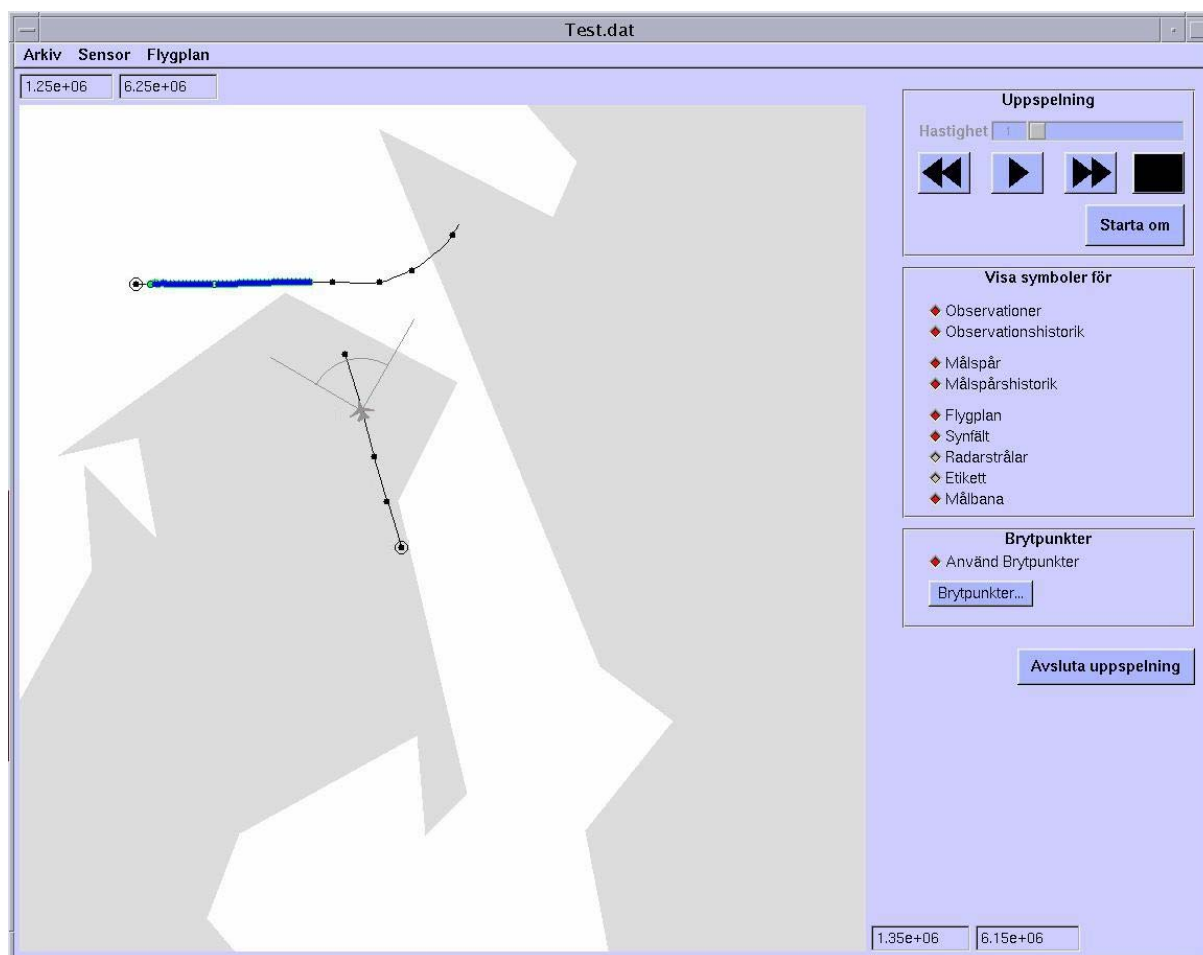 Test.dat
Arkiv Sensor Flygplan
1.25e+06 6.25e+06
Uppspelning
Hastighet 1
Starta om
Visa symboler för
Observationer
Observationshistorik
Målspår
Målspårshistorik
Flygplan
Synfält
Radarstrålar
Etikett
Målbana
Brytpunkter
Använd Brytpunkter
Brytpunkter...
Avsluta uppspelning
1.35e+06 6.15e+06